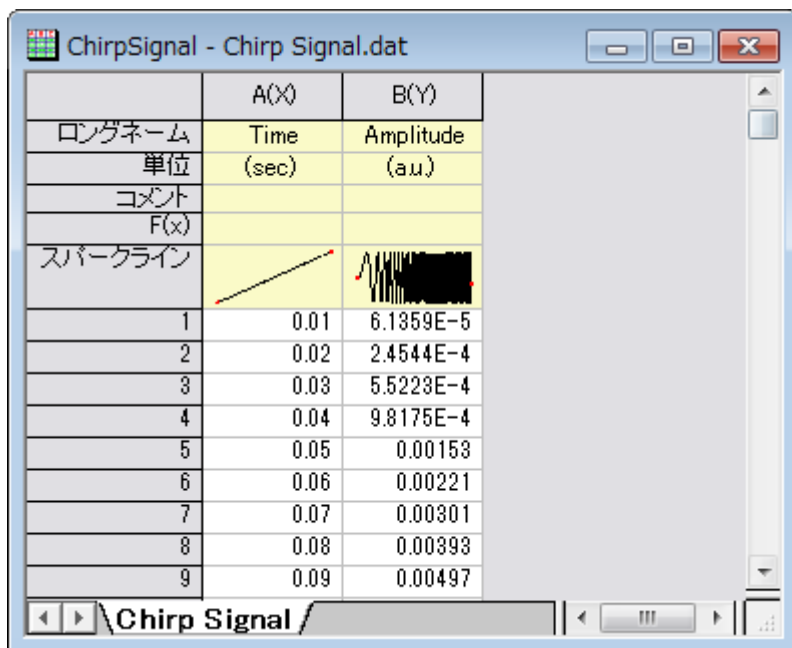 ChirpSignal - Chirp Signal.dat
A(X) B(Y)
ロングネーム Time Amplitude
単位 (sec) (a.u.)
コメント
F(x)
スパークライン
1 0.01 6.1359E-5
2 0.02 2.4544E-4
3 0.03 5.5223E-4
4 0.04 9.8175E-4
5 0.05 0.00153
6 0.06 0.00221
7 0.07 0.00301
8 0.08 0.00393
9 0.09 0.00497
Chirp Signal